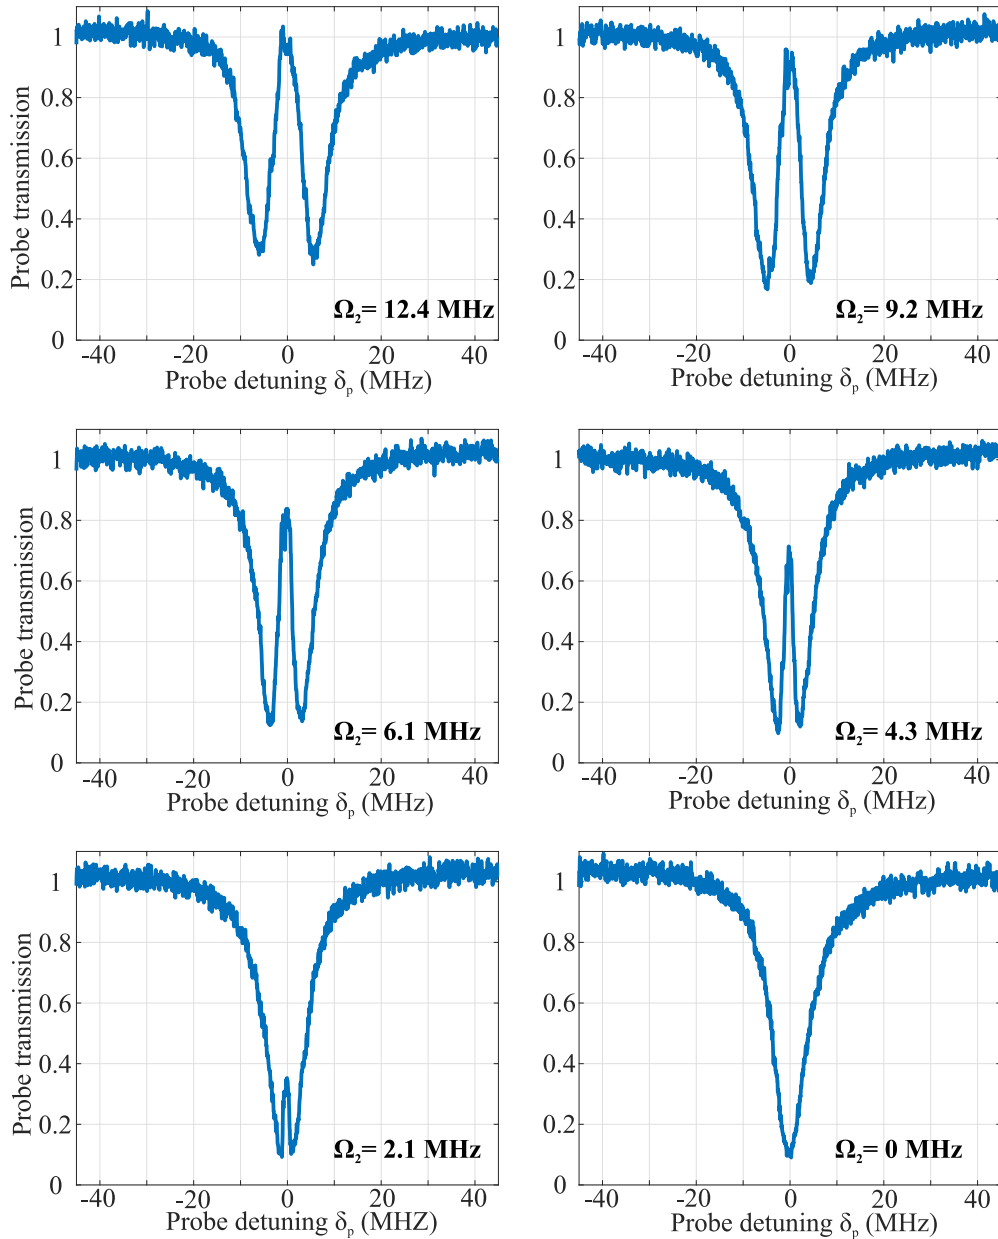 Probe transmission
1
0.8
0.6
0.4
0.2
0
-40 -20 0 20 40
Probe detuning δp (MHz)
Ω2= 12.4 MHz
Probe transmission
1
0.8
0.6
0.4
0.2
0
-40 -20 0 20 40
Probe detuning δp (MHz)
Ω2= 9.2 MHz
Probe transmission
1
0.8
0.6
0.4
0.2
0
-40 -20 0 20 40
Probe detuning δp (MHz)
Ω2= 6.1 MHz
Probe transmission
1
0.8
0.6
0.4
0.2
0
-40 -20 0 20 40
Probe detuning δp (MHz)
Ω2= 4.3 MHz
Probe transmission
1
0.8
0.6
0.4
0.2
0
-40 -20 0 20 40
Probe detuning δp (MHZ)
Ω2= 2.1 MHz
Probe transmission
1
0.8
0.6
0.4
0.2
0
-40 -20 0 20 40
Probe detuning δp (MHz)
Ω2= 0 MHz